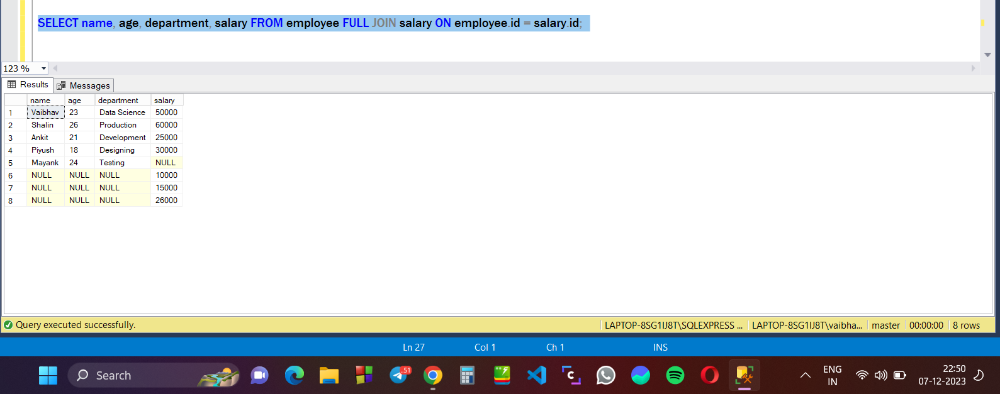 SELECT name, age, department, salary FROM employee FULL JOIN salary ON employee.id = salary.id;
123 %
Results Messages
name age department salary
1 Vaibhav 23 Data Science 50000
2 Shalin 26 Production 60000
3 Ankit 21 Development 25000
4 Piyush 18 Designing 30000
5 Mayank 24 Testing NULL
6 NULL NULL NULL 10000
7 NULL NULL NULL 15000
8 NULL NULL NULL 26000
Query executed successfully. LAPTOP-8SG1IJ8T\SQLEXPRESS ... LAPTOP-8SG1IJ8T\vaibha... master 00:00:00 8 rows
Ln 27 Col 1 Ch 1 INS
Search ..51 C ENG 22:50
IN 07-12-2023